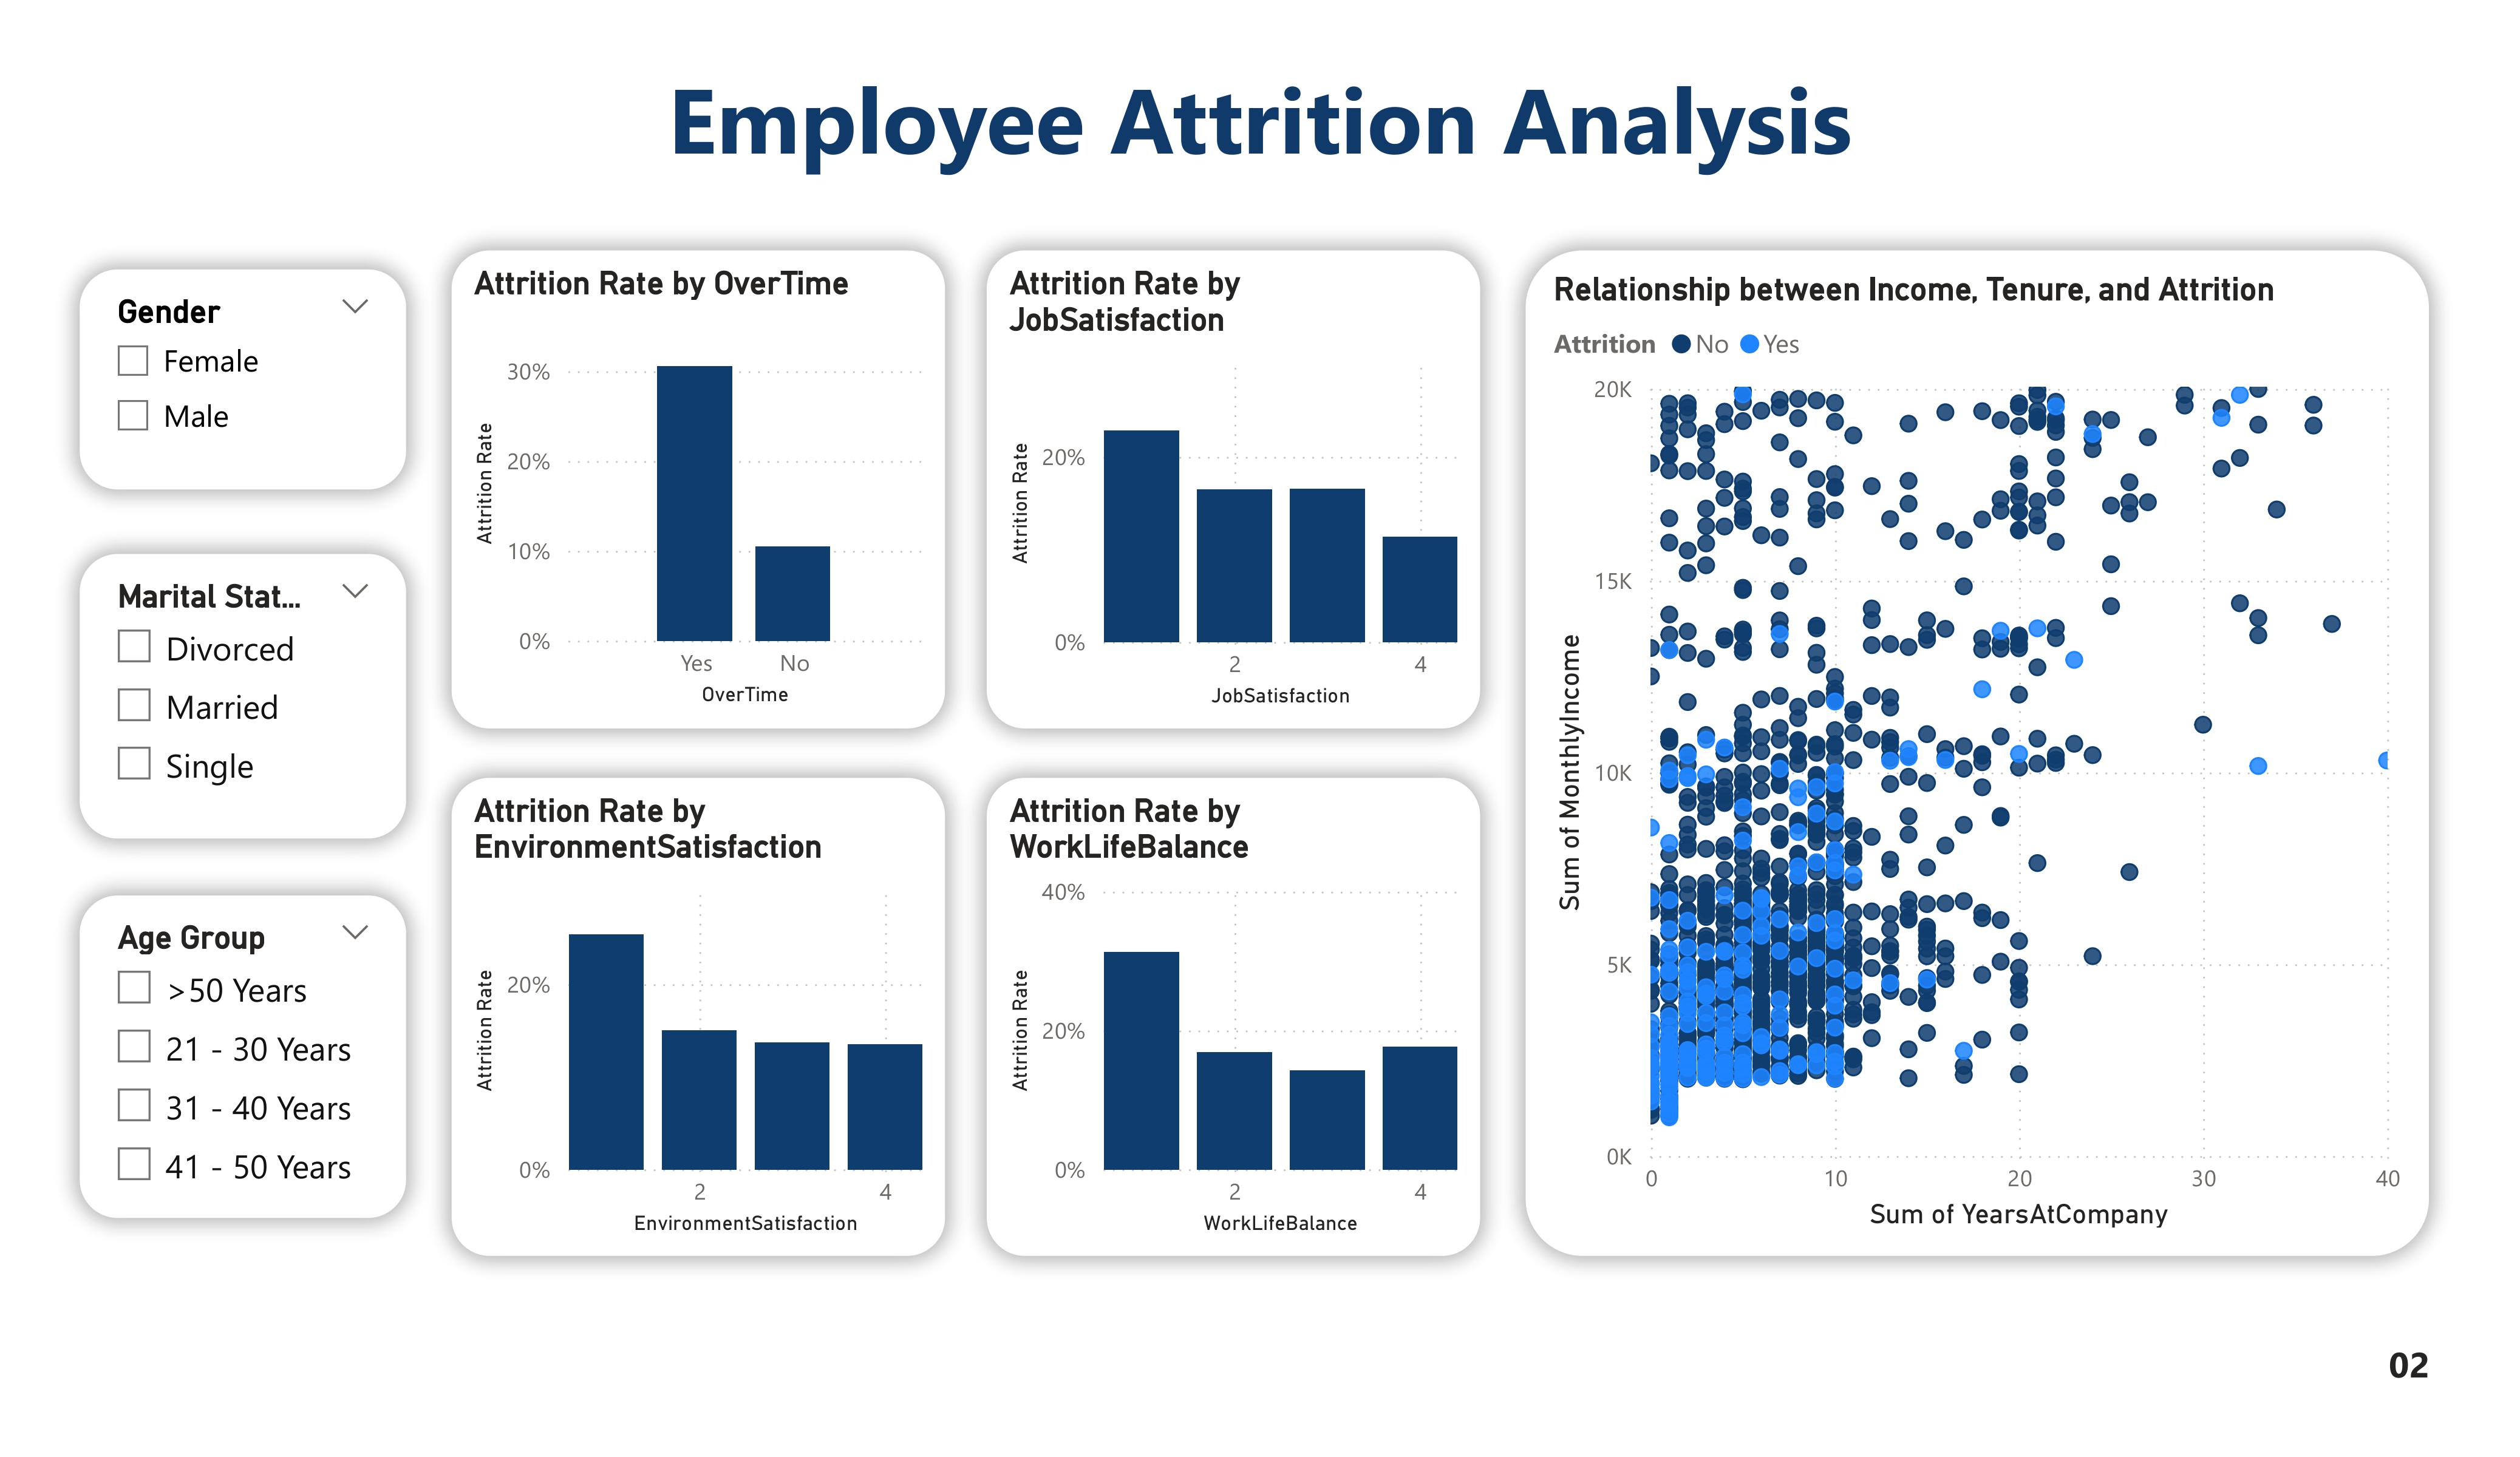 Employee Attrition Analysis
Gender
Female
Male
Marital Stat...
Divorced
Married
Single
Age Group
>50 Years
21 - 30 Years
31 - 40 Years
41 - 50 Years
Attrition Rate by OverTime
Attrition Rate
30%
20%
10%
0%
Yes No
OverTime
Attrition Rate by
JobSatisfaction
Attrition Rate
20%
0%
2 4
JobSatisfaction
Attrition Rate by
EnvironmentSatisfaction
Attrition Rate
20%
0%
2 4
EnvironmentSatisfaction
Attrition Rate by
WorkLifeBalance
Attrition Rate
40%
20%
0%
2 4
WorkLifeBalance
Relationship between Income, Tenure, and Attrition
Attrition No Yes
Sum of MonthlyIncome
20K
15K
10K
5K
0K
0 10 20 30 40
Sum of YearsAtCompany
02